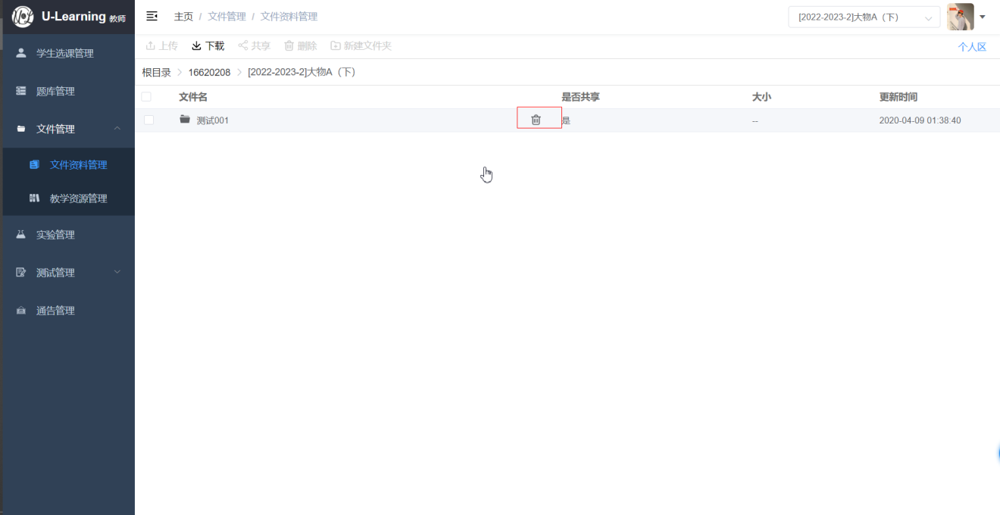 U-Learning 教师
主页 / 文件管理 / 文件资料管理
[2022-2023-2]大物A（下）
上传 下载 共享 删除 新建文件夹
个人区
根目录 > 16620208 > [2022-2023-2]大物A（下）
文件名 是否共享 大小 更新时间
测试001 是 -- 2020-04-09 01:38:40
学生选课管理
题库管理
文件管理
文件资料管理
教学资源管理
实验管理
测试管理
通告管理